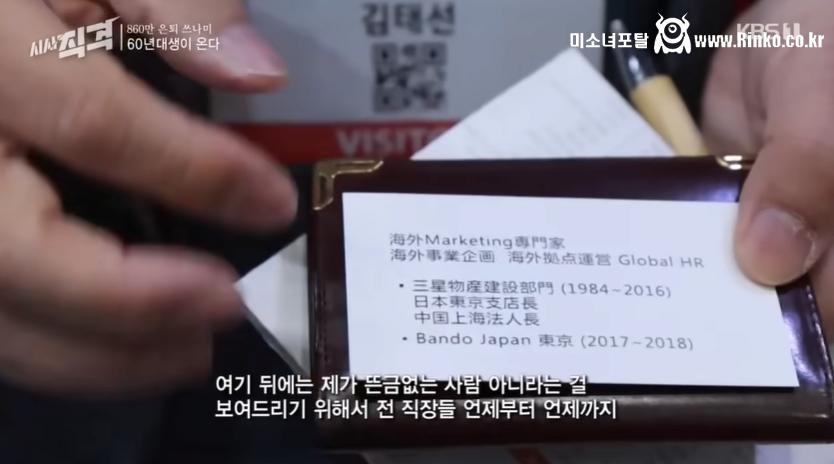 시사직격
860만 은퇴 쓰나미
60년대생이 온다
미소녀포탈 www.Rinko.co.kr
KBS 1
김태선
VISITO
海外Marketing専門家
海外事業企画 海外拠点運営 Global HR
• 三星物産建設部門 (1984~2016)
日本東京支店長
中国上海法人長
• Bando Japan 東京 (2017~2018)
여기 뒤에는 제가 뜬금없는 사람 아니라는 걸
보여드리기 위해서 전 직장들 언제부터 언제까지